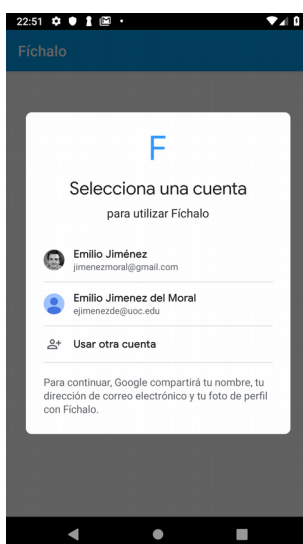 22:51
Fíchalo
F
Selecciona una cuenta
para utilizar Fíchalo
Emilio Jiménez
jimenezmoral@gmail.com
Emilio Jimenez del Moral
ejimenezde@uoc.edu
Usar otra cuenta
Para continuar, Google compartirá tu nombre, tu
dirección de correo electrónico y tu foto de perfil
con Fíchalo.